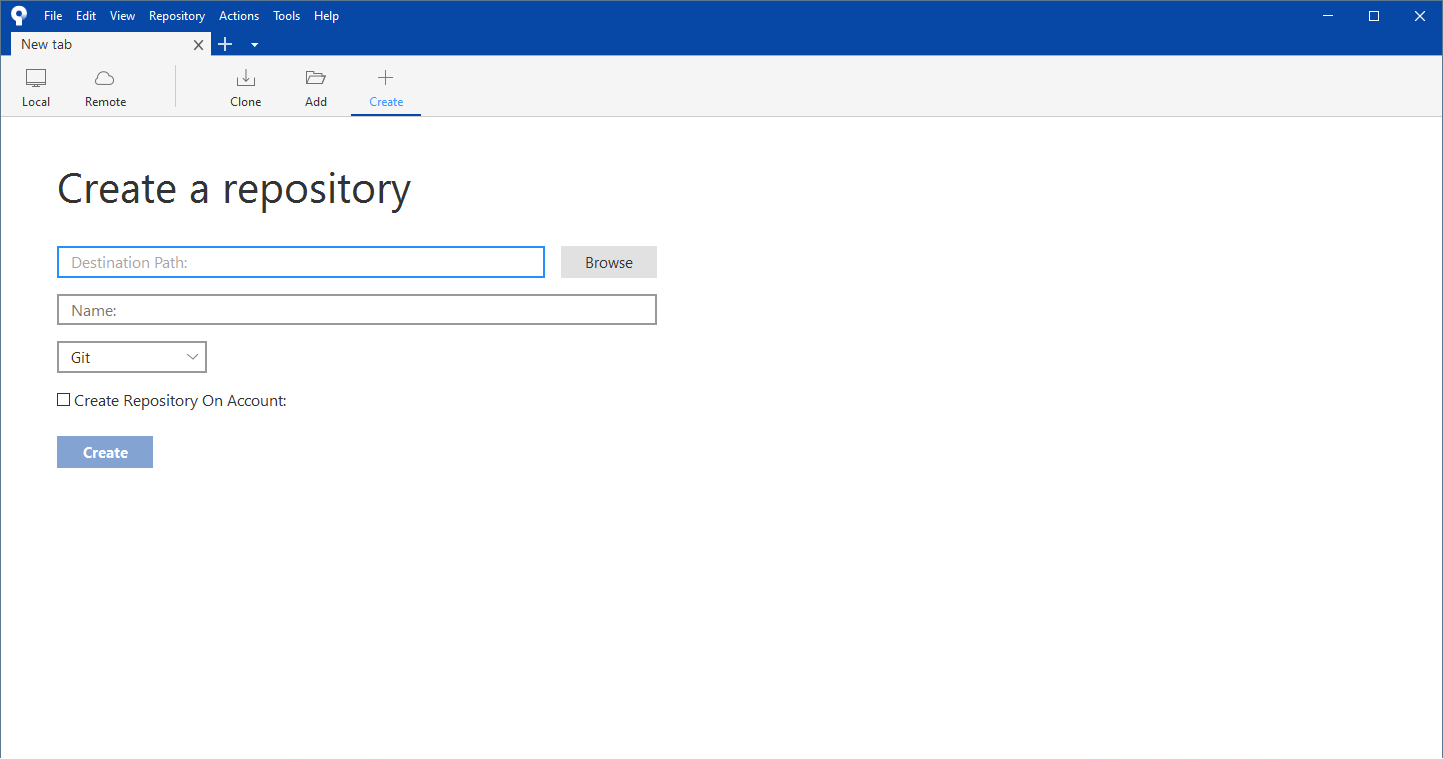 File Edit View Repository Actions Tools Help
New tab
Local Remote Clone Add Create
Create a repository
Destination Path: Browse
Name:
Git
Create Repository On Account:
Create